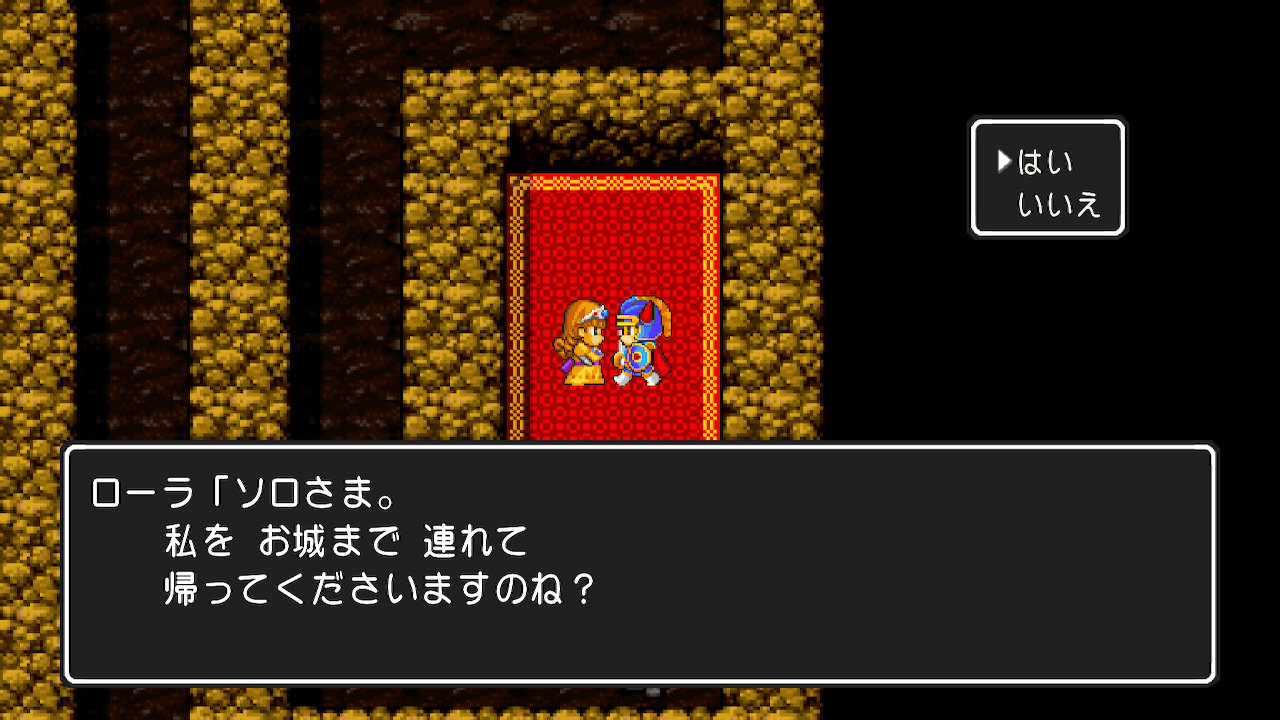 はい
いいえ
ローラ「ソロさま。
私を お城まで 連れて
帰ってくださいますのね？